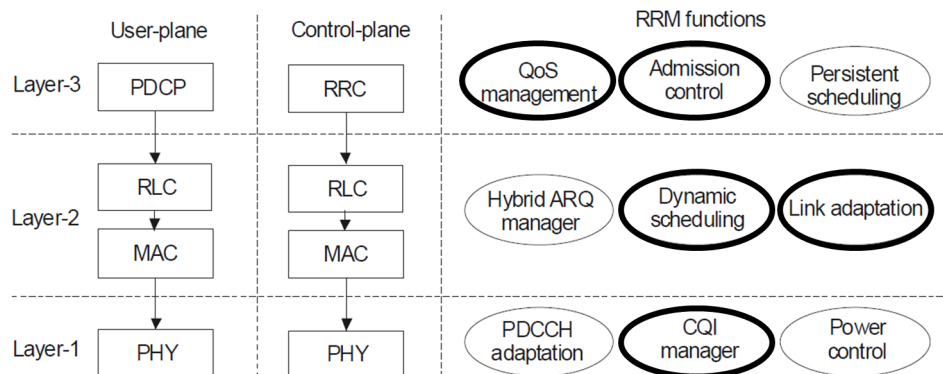 User-plane
Control-plane
RRM functions
Layer-3
PDCP
RRC
QoS
management
Admission
control
Persistent
scheduling
Layer-2
RLC
RLC
MAC
MAC
Hybrid ARQ
manager
Dynamic
scheduling
Link adaptation
Layer-1
PHY
PHY
PDCCH
adaptation
CQI
manager
Power
control